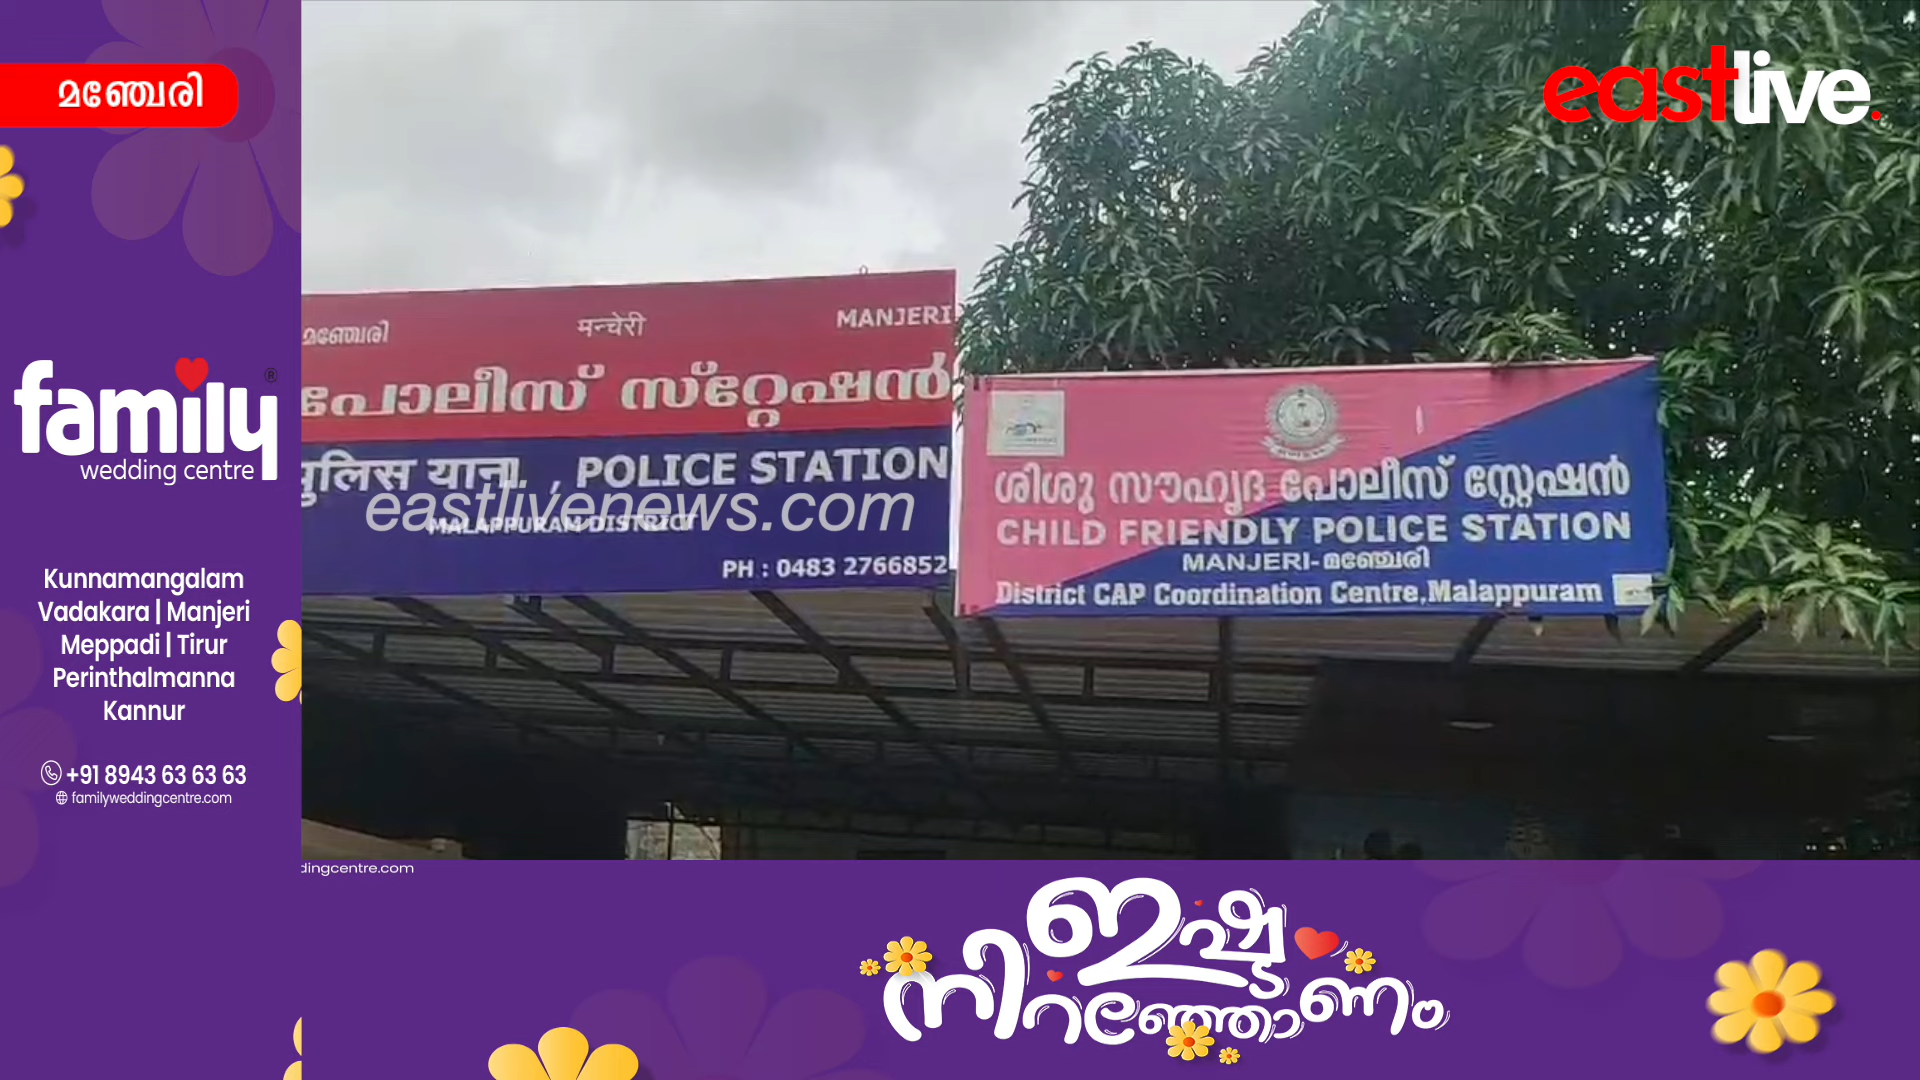 മഞ്ചേരി
eastlive.
family®
wedding centre
Kunnamangalam
Vadakara | Manjeri
Meppadi | Tirur
Perinthalmanna
Kannur
+91 8943 63 63 63
familyweddingcentre.com
മഞ്ചേരി मन्चेरी MANJERI
പോലീസ് സ്റ്റേഷൻ
पुलिस थाना, POLICE STATION
MALAPPURAM DISTRICT
PH : 0483 2766852
eastlivenews.com
ശിശു സൗഹൃദ പോലീസ് സ്റ്റേഷൻ
CHILD FRIENDLY POLICE STATION
MANJERI-മഞ്ചേരി
District CAP Coordination Centre,Malappuram
dingcentre.com
ഇഷ്ട
നിറഞ്ഞോണം